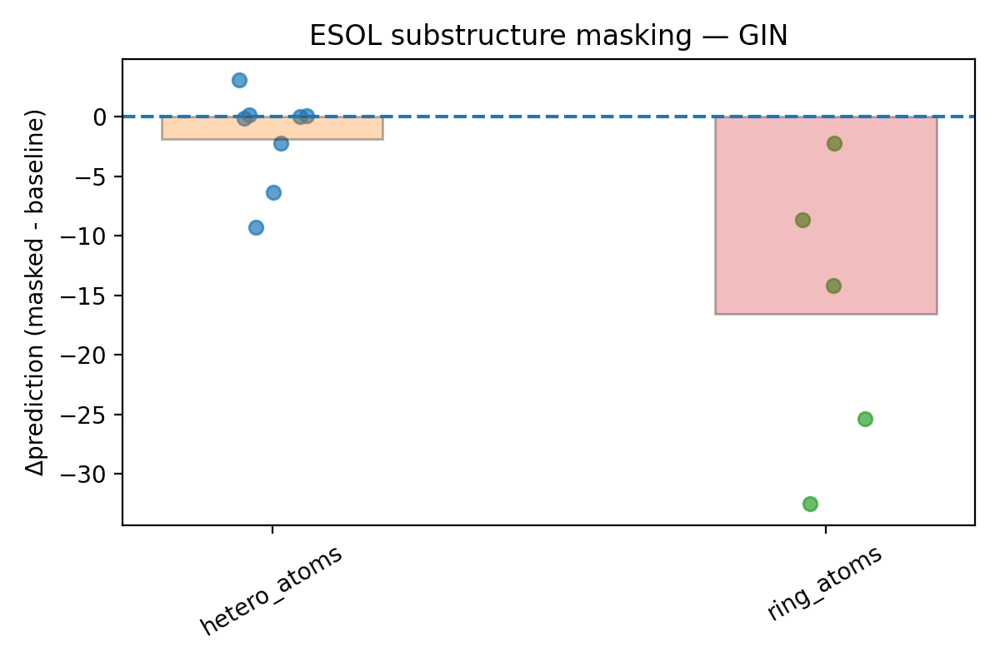 ESOL substructure masking — GIN
Δprediction (masked - baseline)
0
−5
−10
−15
−20
−25
−30
hetero_atoms
ring_atoms